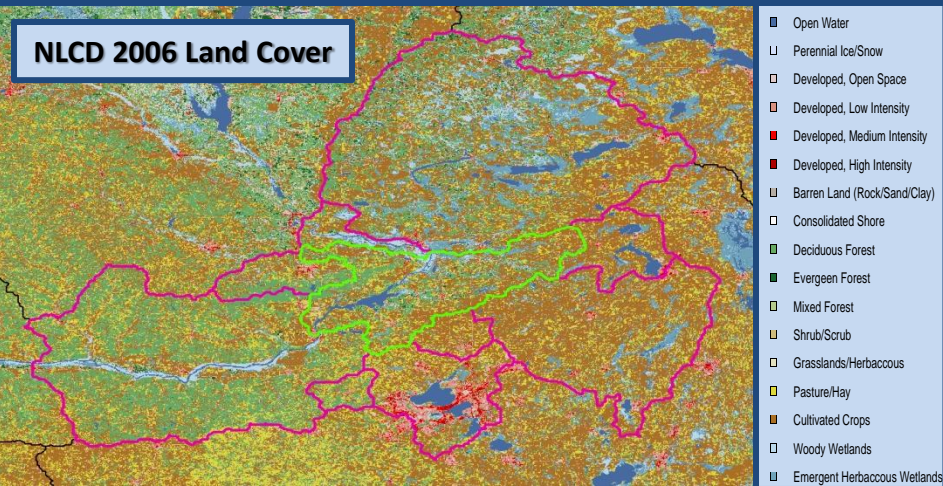 NLCD 2006 Land Cover
Open Water
Perennial Ice/Snow
Developed, Open Space
Developed, Low Intensity
Developed, Medium Intensity
Developed, High Intensity
Barren Land (Rock/Sand/Clay)
Consolidated Shore
Deciduous Forest
Evergeen Forest
Mixed Forest
Shrub/Scrub
Grasslands/Herbaccous
Pasture/Hay
Cultivated Crops
Woody Wetlands
Emergent Herbaccous Wetlands